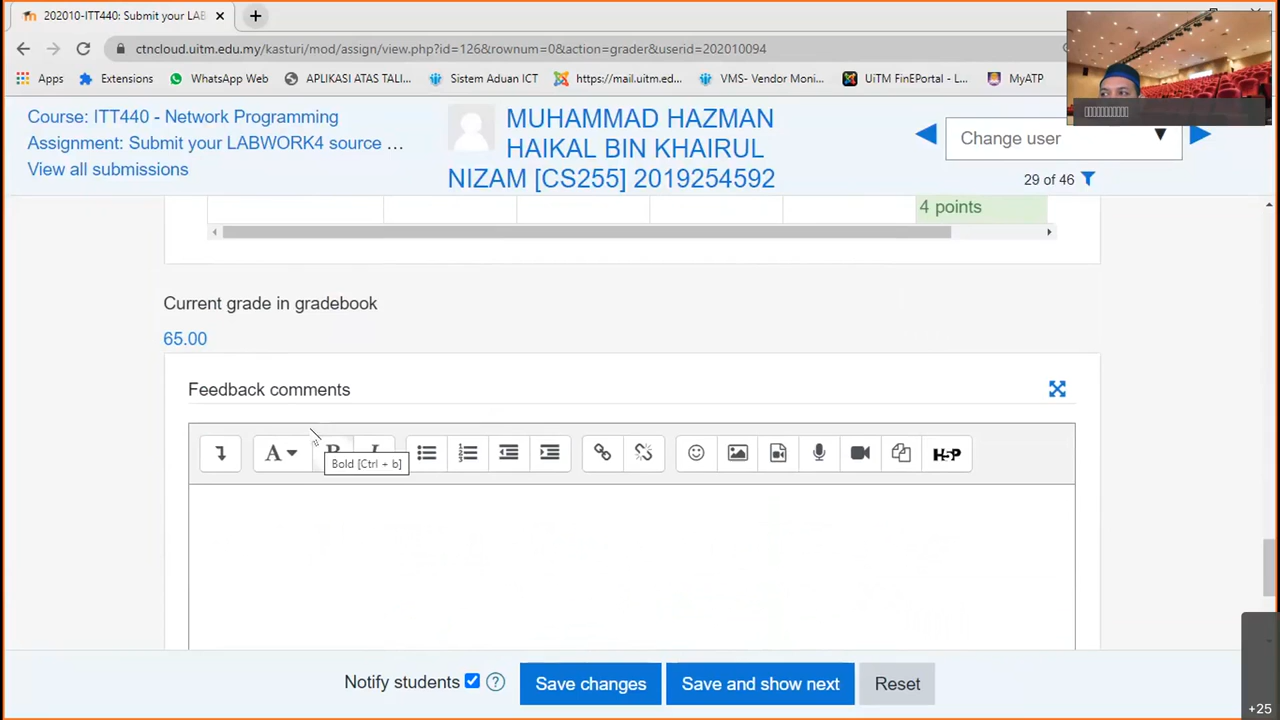 202010-ITT440: Submit your LAB
ctncloud.uitm.edu.my/kasturi/mod/assign/view.php?id=126&rownum=0&action=grader&userid=202010094
Apps Extensions WhatsApp Web APLIKASI ATAS TALI... Sistem Aduan ICT https://mail.uitm.ed... VMS- Vendor Moni... UiTM FinEPortal - L... MyATP
Course: ITT440 - Network Programming
Assignment: Submit your LABWORK4 source ...
View all submissions
MUHAMMAD HAZMAN
HAIKAL BIN KHAIRUL
NIZAM [CS255] 2019254592
Change user
29 of 46
4 points
Current grade in gradebook
65.00
Feedback comments
A B I H5P
Bold [Ctrl + b]
Notify students Save changes Save and show next Reset
+25